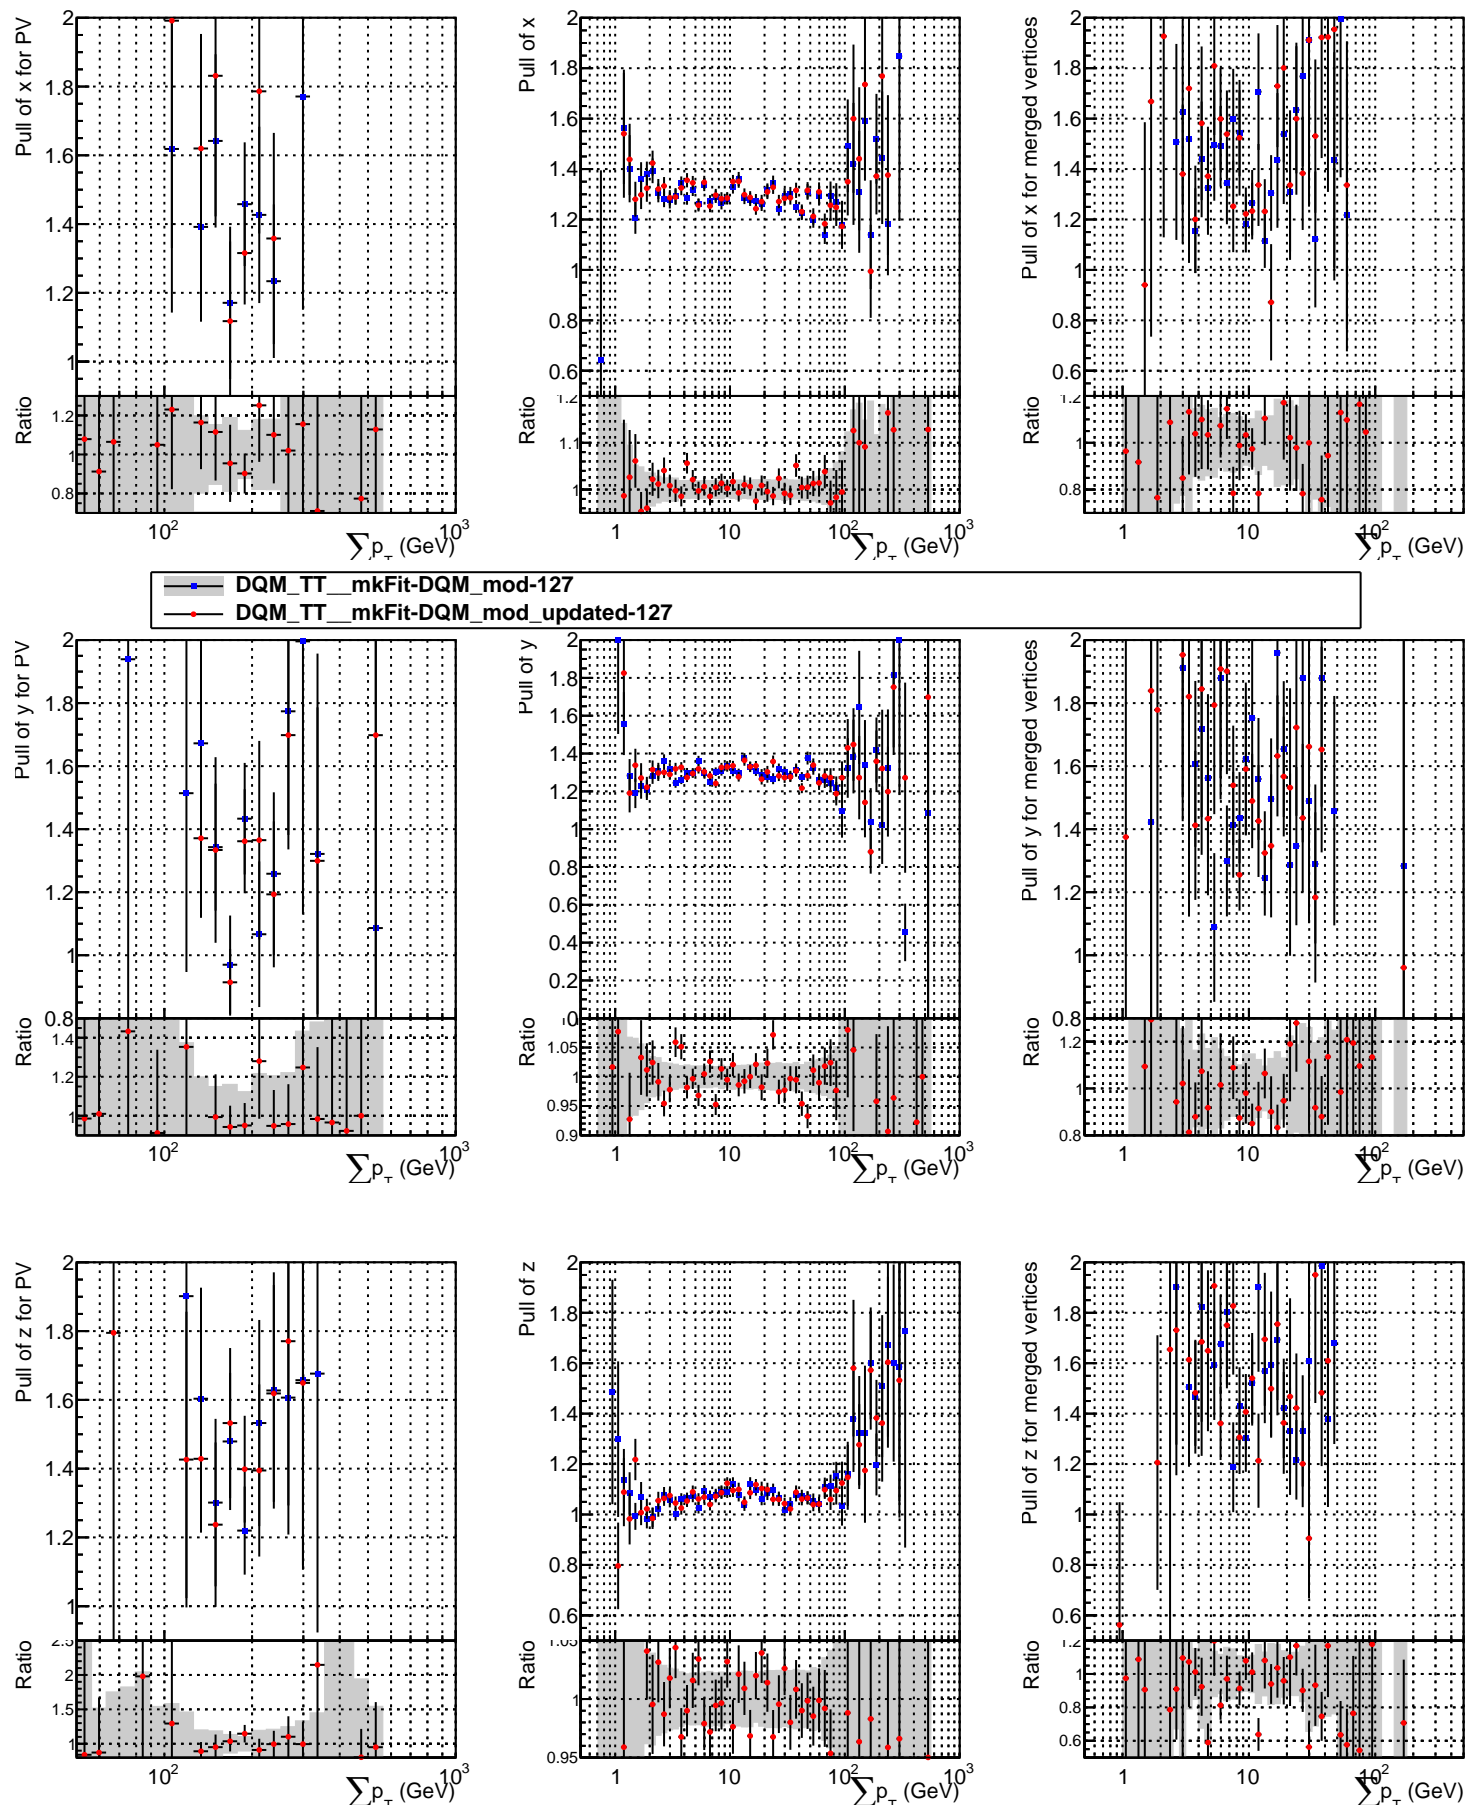 Pull of x for PV
2
1.8
1.6
1.4
1.2
1
Ratio
1.2
1.0
0.8
10² 10³
∑p_T (GeV)
Pull of x
2
1.8
1.6
1.4
1.2
1
0.8
0.6
Ratio
1.2
1.1
1
1 10 10² 10³
∑p_T (GeV)
Pull of x for merged vertices
2
1.8
1.6
1.4
1.2
1
0.8
0.6
Ratio
1.2
1
0.8
1 10 10²
∑p_T (GeV)
DQM_TT__mkFit-DQM_mod-127
DQM_TT__mkFit-DQM_mod_updated-127
Pull of y for PV
2
1.8
1.6
1.4
1.2
1
0.8
Ratio
1.4
1.2
1
10² 10³
∑p_T (GeV)
Pull of y
2
1.8
1.6
1.4
1.2
1
0.8
0.6
0.4
0.2
0
Ratio
1.05
1
0.95
0.9
1 10 10² 10³
∑p_T (GeV)
Pull of y for merged vertices
2
1.8
1.6
1.4
1.2
1
0.8
Ratio
1.2
1
0.8
1 10 10²
∑p_T (GeV)
Pull of z for PV
2
1.8
1.6
1.4
1.2
1
Ratio
2.5
2
1.5
1
10² 10³
∑p_T (GeV)
Pull of z
2
1.8
1.6
1.4
1.2
1
0.8
0.6
Ratio
1.05
1
0.95
1 10 10² 10³
∑p_T (GeV)
Pull of z for merged vertices
2
1.8
1.6
1.4
1.2
1
0.8
0.6
Ratio
1.2
1
0.8
0.6
1 10 10²
∑p_T (GeV)